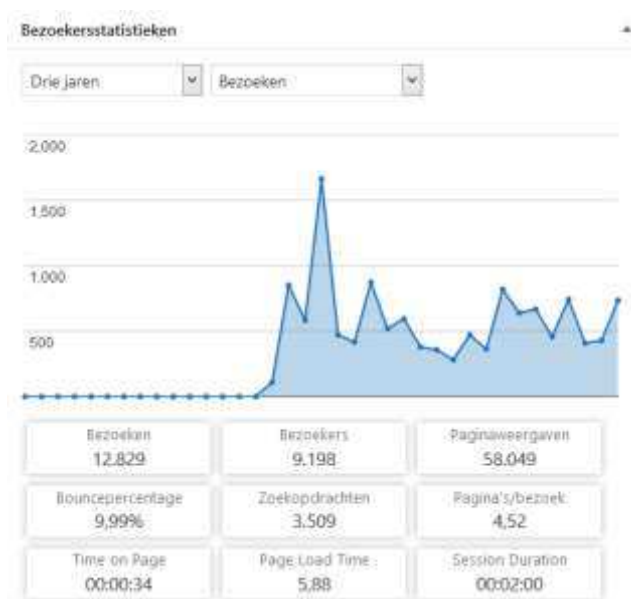 Bezoekersstatistieken
Drie jaren Bezoeken
2.000
1.500
1.000
500
Bezoeken Bezoekers Paginaweergaven
12.829 9.198 58.049
Bouncepercentage Zoekopdrachten Pagina's/bezoek
9,99% 3.509 4,52
Time on Page Page Load Time Session Duration
00:00:34 5,88 00:02:00